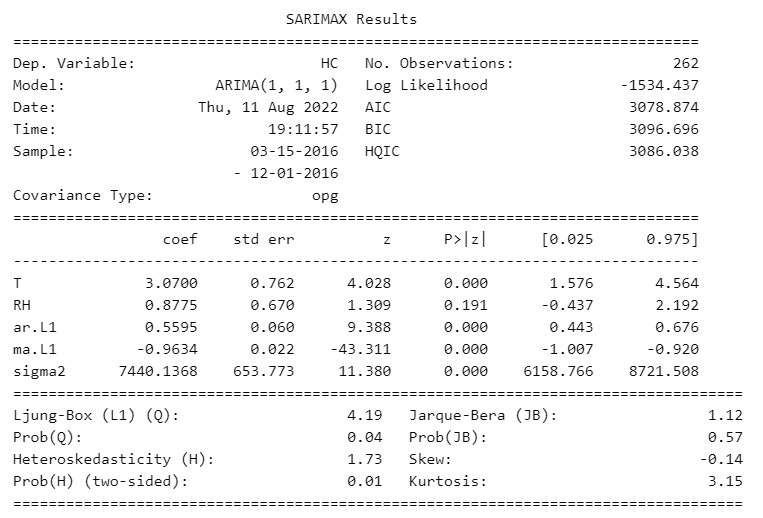 SARIMAX Results
==============================================================================
Dep. Variable: HC No. Observations: 262
Model: ARIMA(1, 1, 1) Log Likelihood -1534.437
Date: Thu, 11 Aug 2022 AIC 3078.874
Time: 19:11:57 BIC 3096.696
Sample: 03-15-2016 HQIC 3086.038
- 12-01-2016
Covariance Type: opg
==============================================================================
coef std err z P>|z| [0.025 0.975]
------------------------------------------------------------------------------
T 3.0700 0.762 4.028 0.000 1.576 4.564
RH 0.8775 0.670 1.309 0.191 -0.437 2.192
ar.L1 0.5595 0.060 9.388 0.000 0.443 0.676
ma.L1 -0.9634 0.022 -43.311 0.000 -1.007 -0.920
sigma2 7440.1368 653.773 11.380 0.000 6158.766 8721.508
===================================================================================
Ljung-Box (L1) (Q): 4.19 Jarque-Bera (JB): 1.12
Prob(Q): 0.04 Prob(JB): 0.57
Heteroskedasticity (H): 1.73 Skew: -0.14
Prob(H) (two-sided): 0.01 Kurtosis: 3.15
===================================================================================